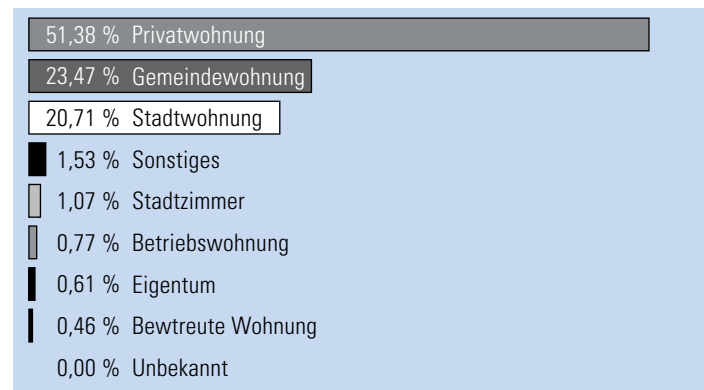 51,38 % Privatwohnung
23,47 % Gemeindewohnung
20,71 % Stadtwohnung
1,53 % Sonstiges
1,07 % Stadtzimmer
0,77 % Betriebswohnung
0,61 % Eigentum
0,46 % Bewtreute Wohnung
0,00 % Unbekannt